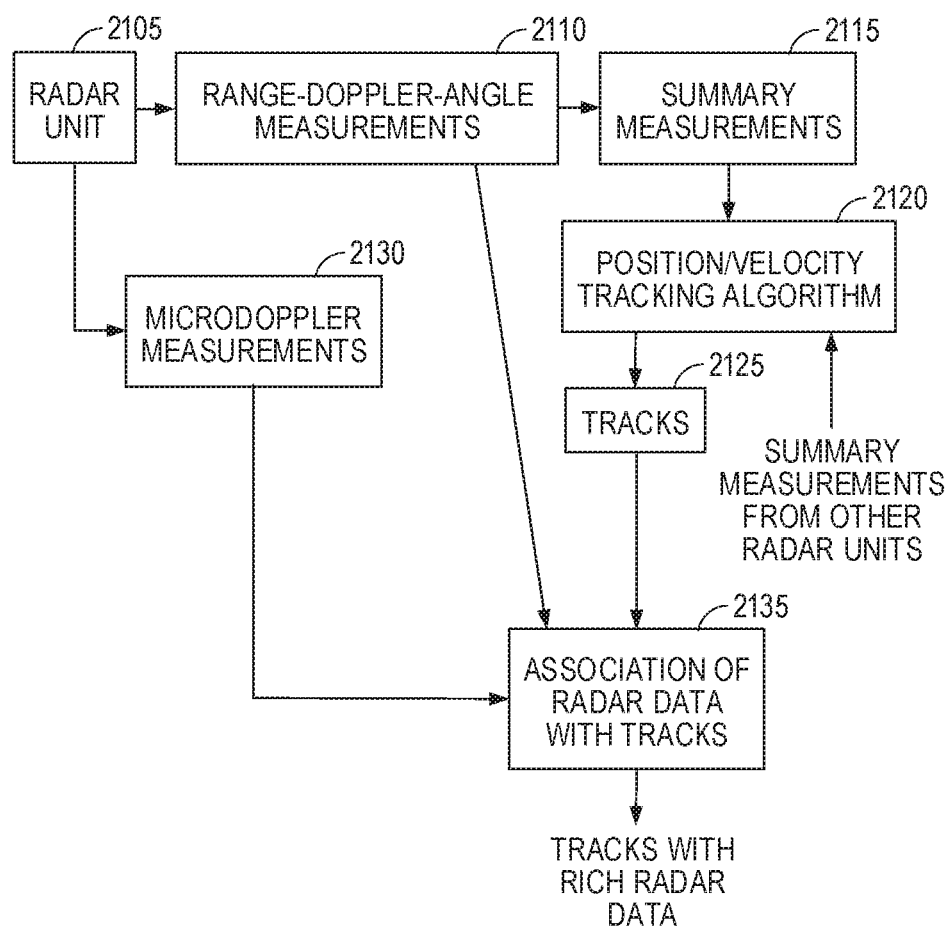 2105
RADAR
UNIT
2110
RANGE-DOPPLER-ANGLE
MEASUREMENTS
2115
SUMMARY
MEASUREMENTS
2120
POSITION/VELOCITY
TRACKING ALGORITHM
2130
MICRODOPPLER
MEASUREMENTS
2125
TRACKS
SUMMARY
MEASUREMENTS
FROM OTHER
RADAR UNITS
2135
ASSOCIATION OF
RADAR DATA
WITH TRACKS
TRACKS WITH
RICH RADAR
DATA